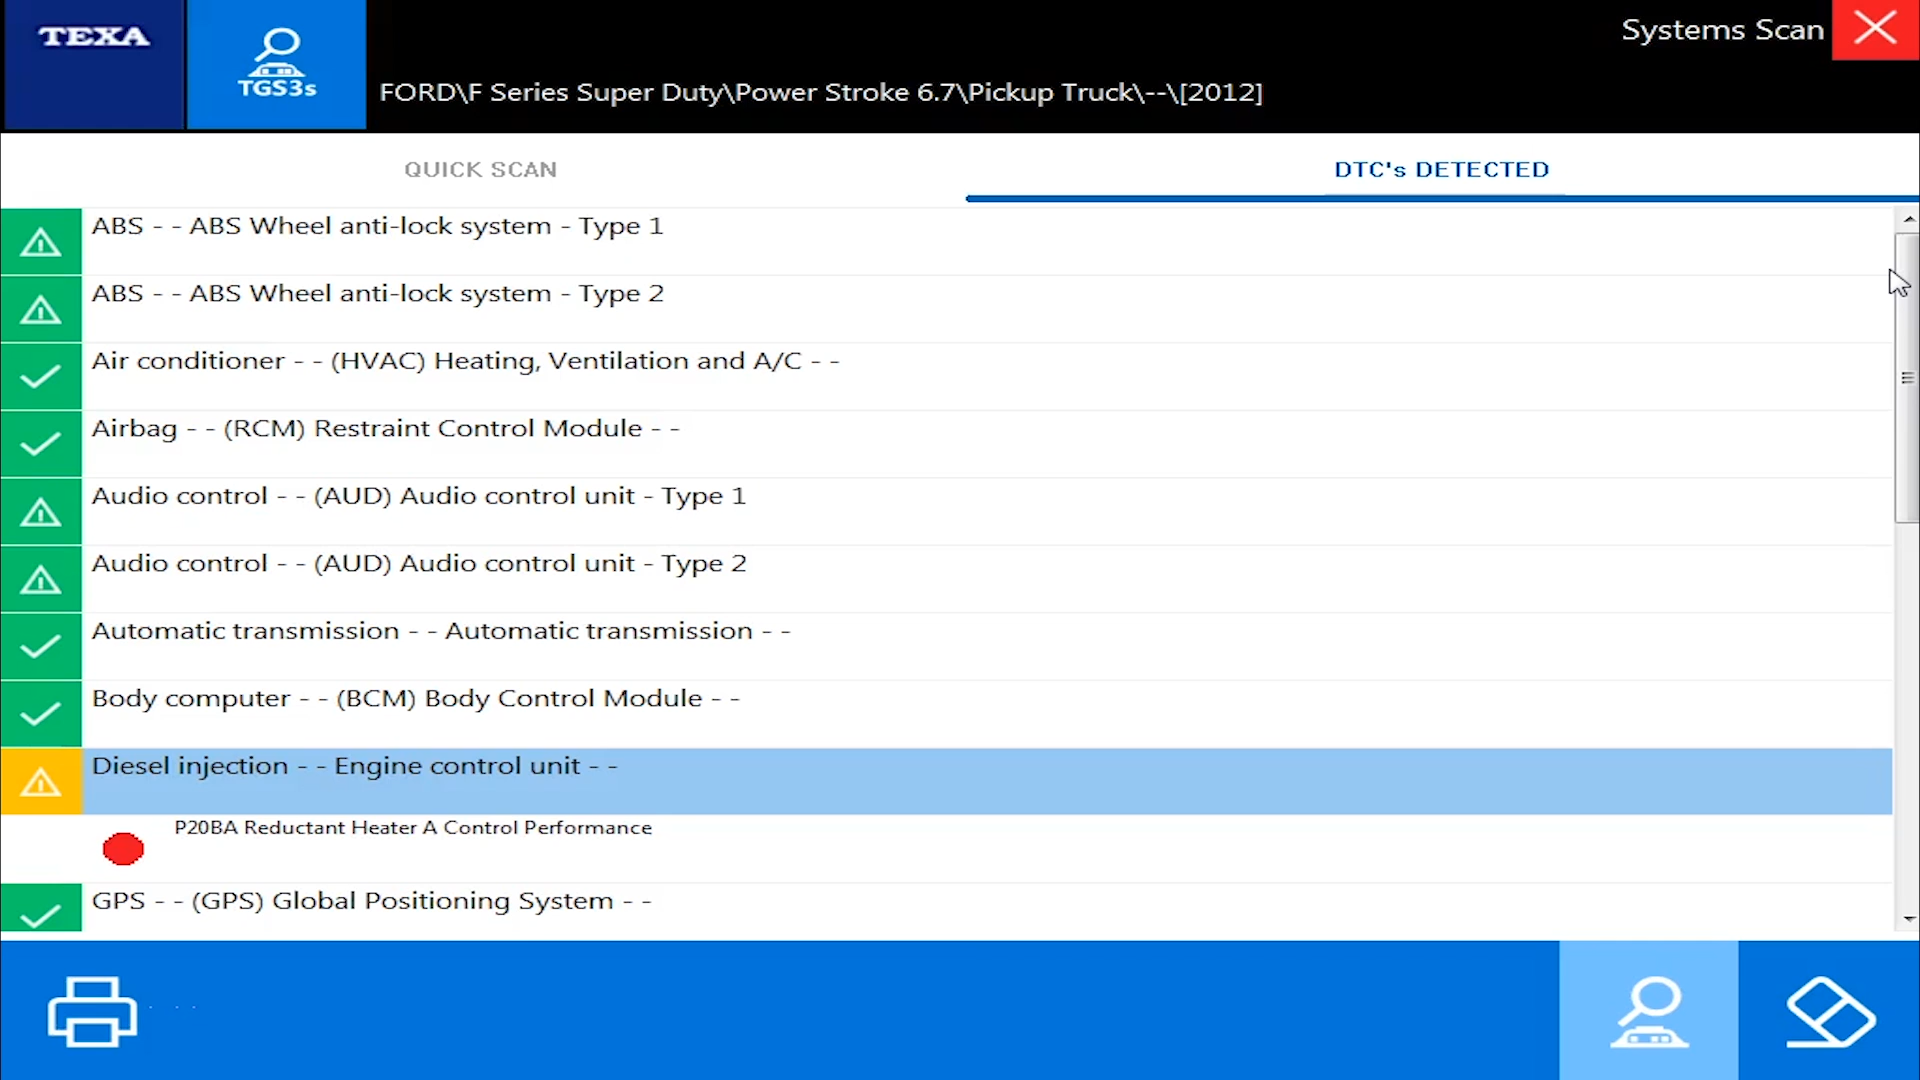 TEXA
TGS3s
Systems Scan
FORD\F Series Super Duty\Power Stroke 6.7\Pickup Truck\--\[2012]
QUICK SCAN
DTC's DETECTED
ABS - - ABS Wheel anti-lock system - Type 1
ABS - - ABS Wheel anti-lock system - Type 2
Air conditioner - - (HVAC) Heating, Ventilation and A/C - -
Airbag - - (RCM) Restraint Control Module - -
Audio control - - (AUD) Audio control unit - Type 1
Audio control - - (AUD) Audio control unit - Type 2
Automatic transmission - - Automatic transmission - -
Body computer - - (BCM) Body Control Module - -
Diesel injection - - Engine control unit - -
P20BA Reductant Heater A Control Performance
GPS - - (GPS) Global Positioning System - -